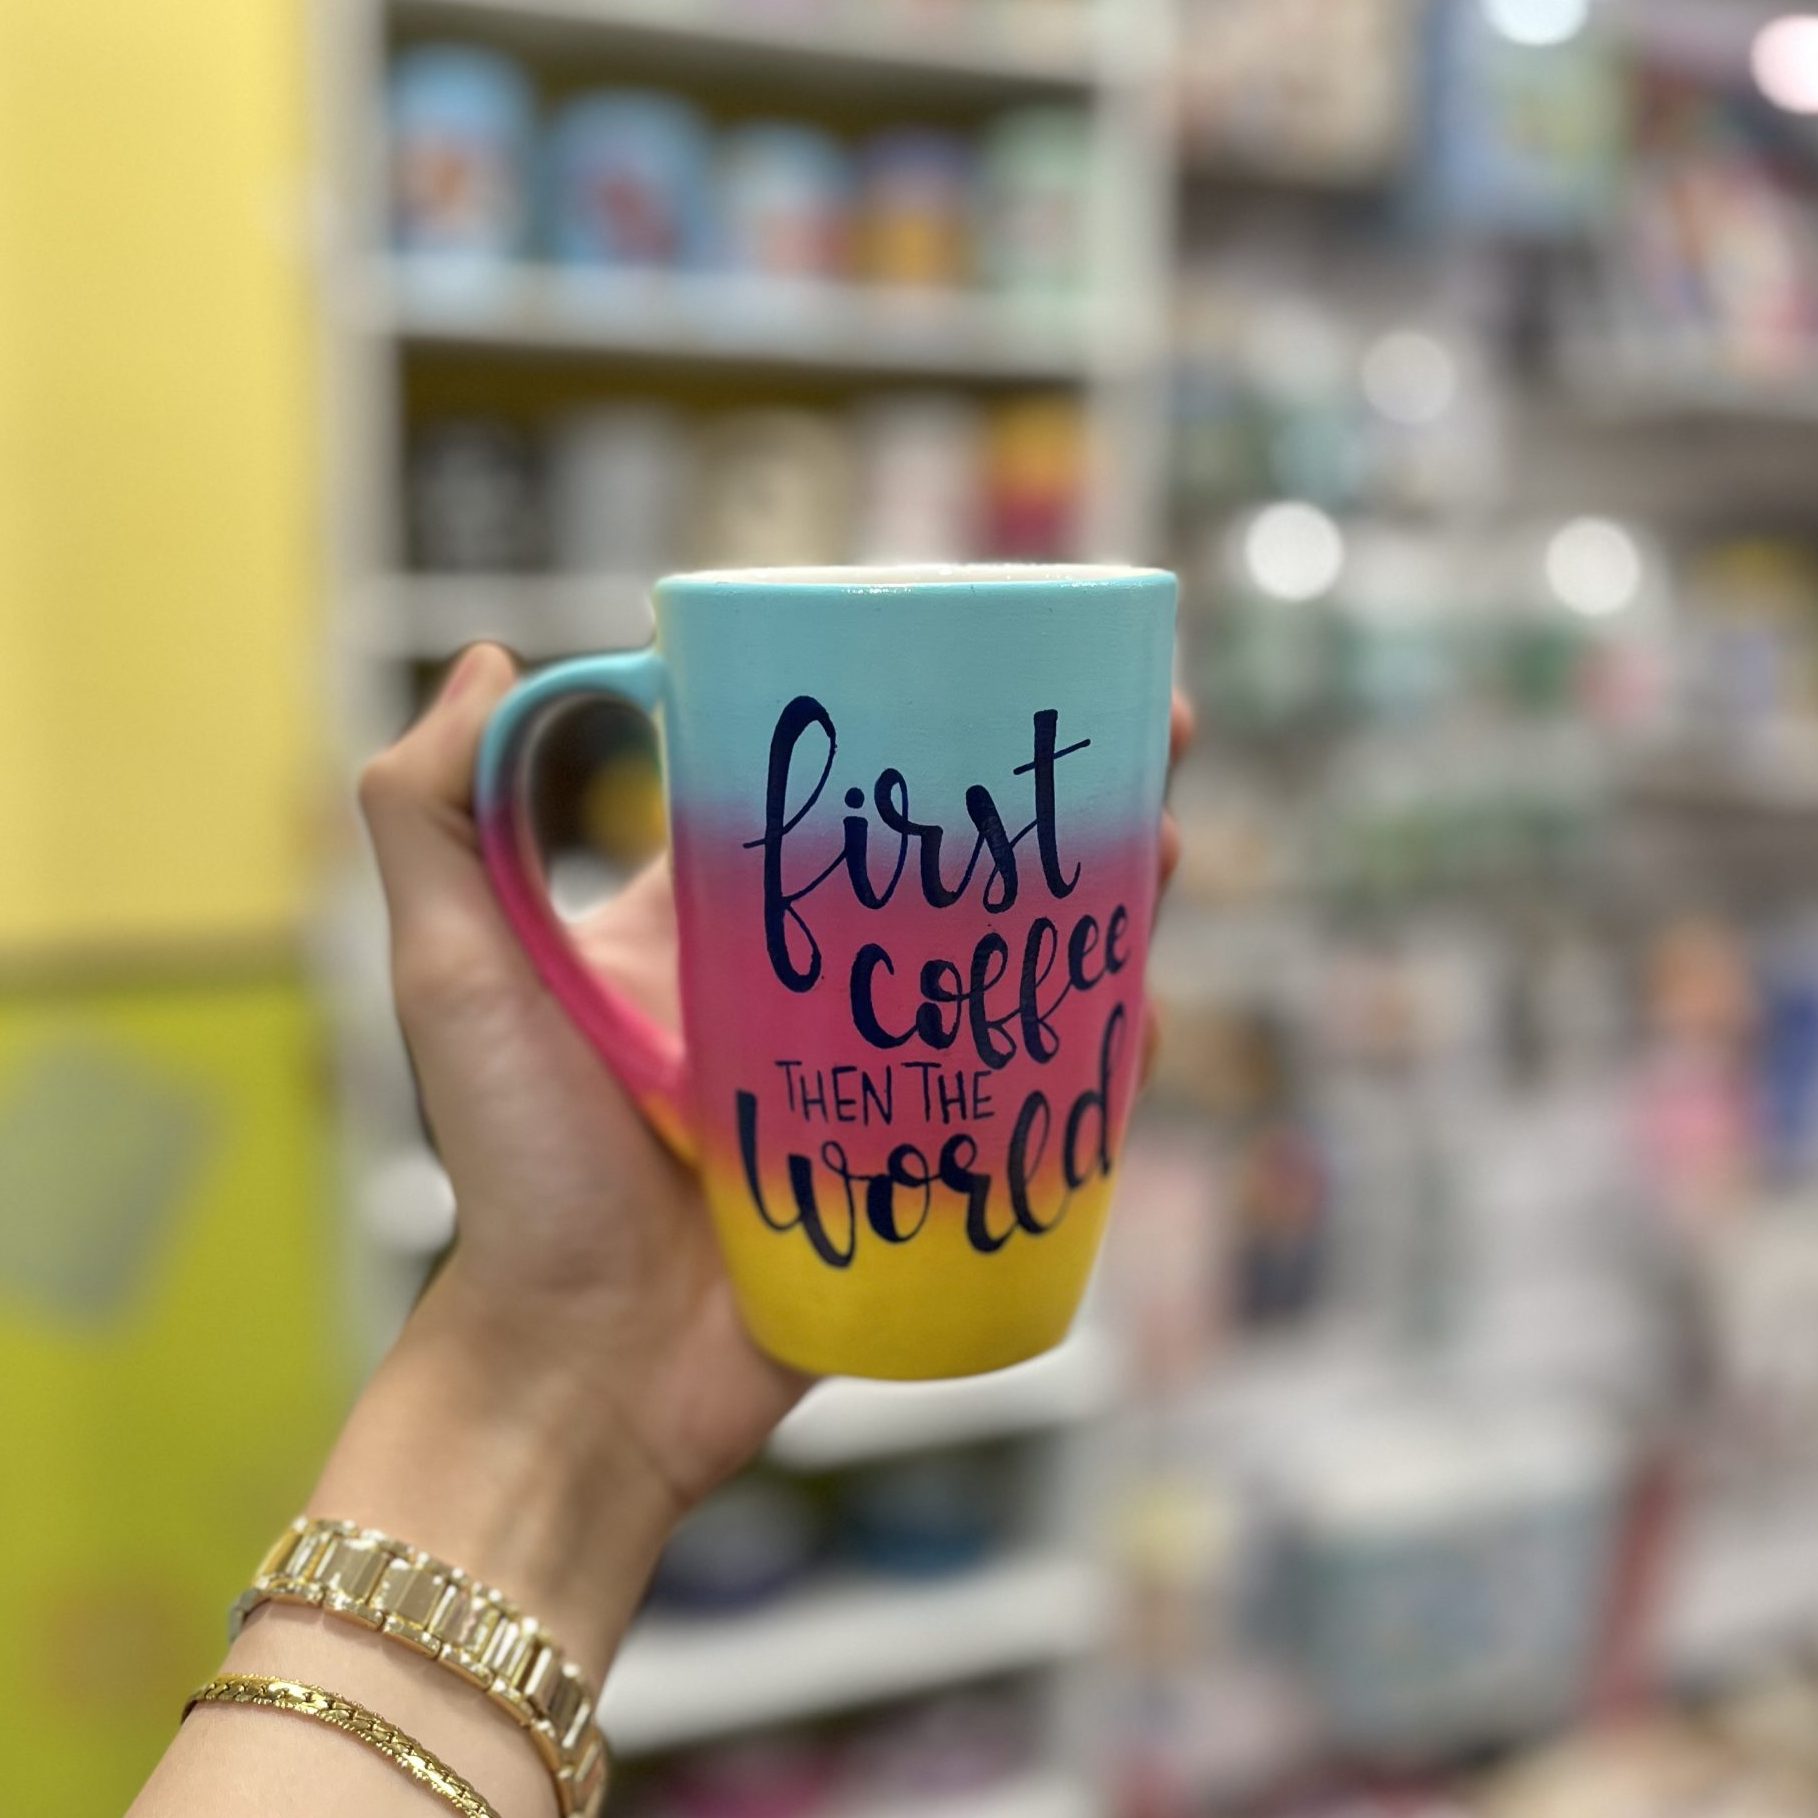 first
coffee
THEN THE
world